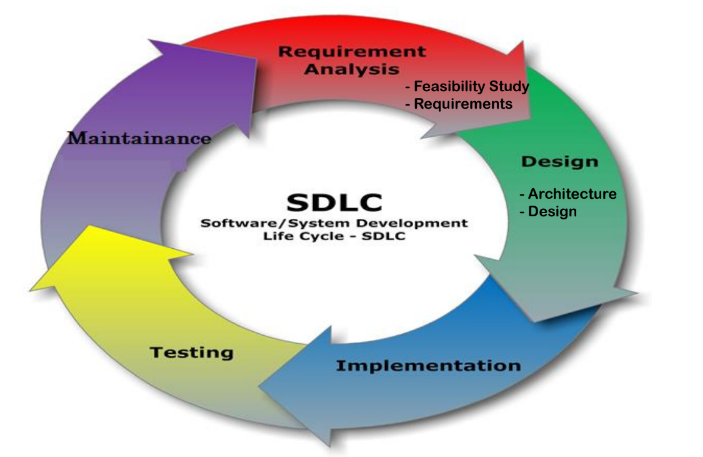 Requirement
Analysis
- Feasibility Study
- Requirements
Design
- Architecture
- Design
Implementation
Testing
Maintainance
SDLC
Software/System Development
Life Cycle - SDLC